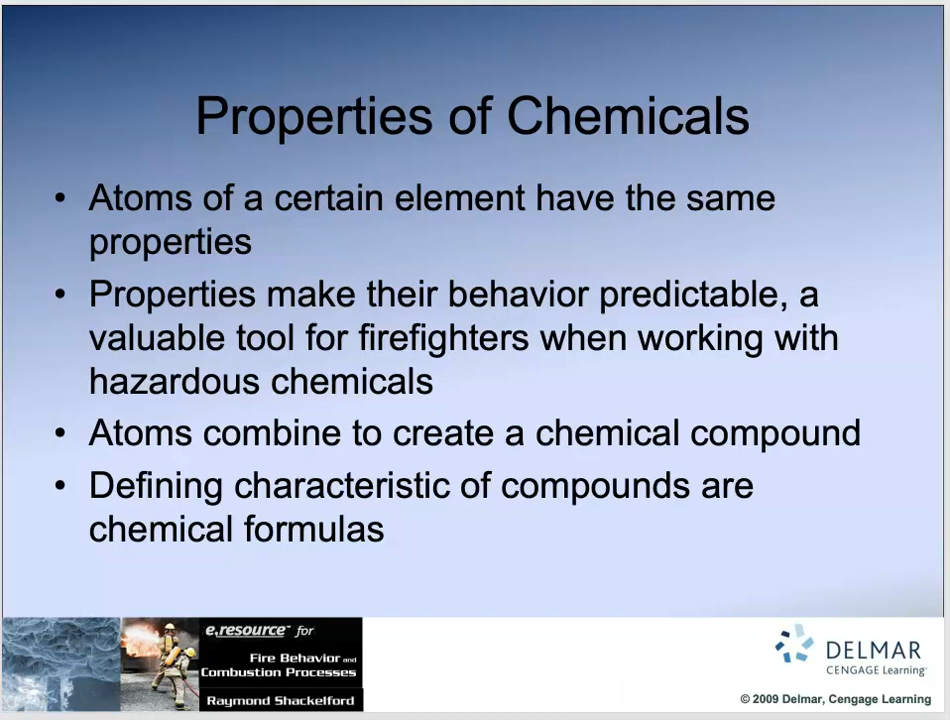 Properties of Chemicals
• Atoms of a certain element have the same
properties
• Properties make their behavior predictable, a
valuable tool for firefighters when working with
hazardous chemicals
• Atoms combine to create a chemical compound
• Defining characteristic of compounds are
chemical formulas
e.resource™ for
Fire Behavior and
Combustion Processes
Raymond Shackelford
DELMAR
CENGAGE Learning™
© 2009 Delmar, Cengage Learning